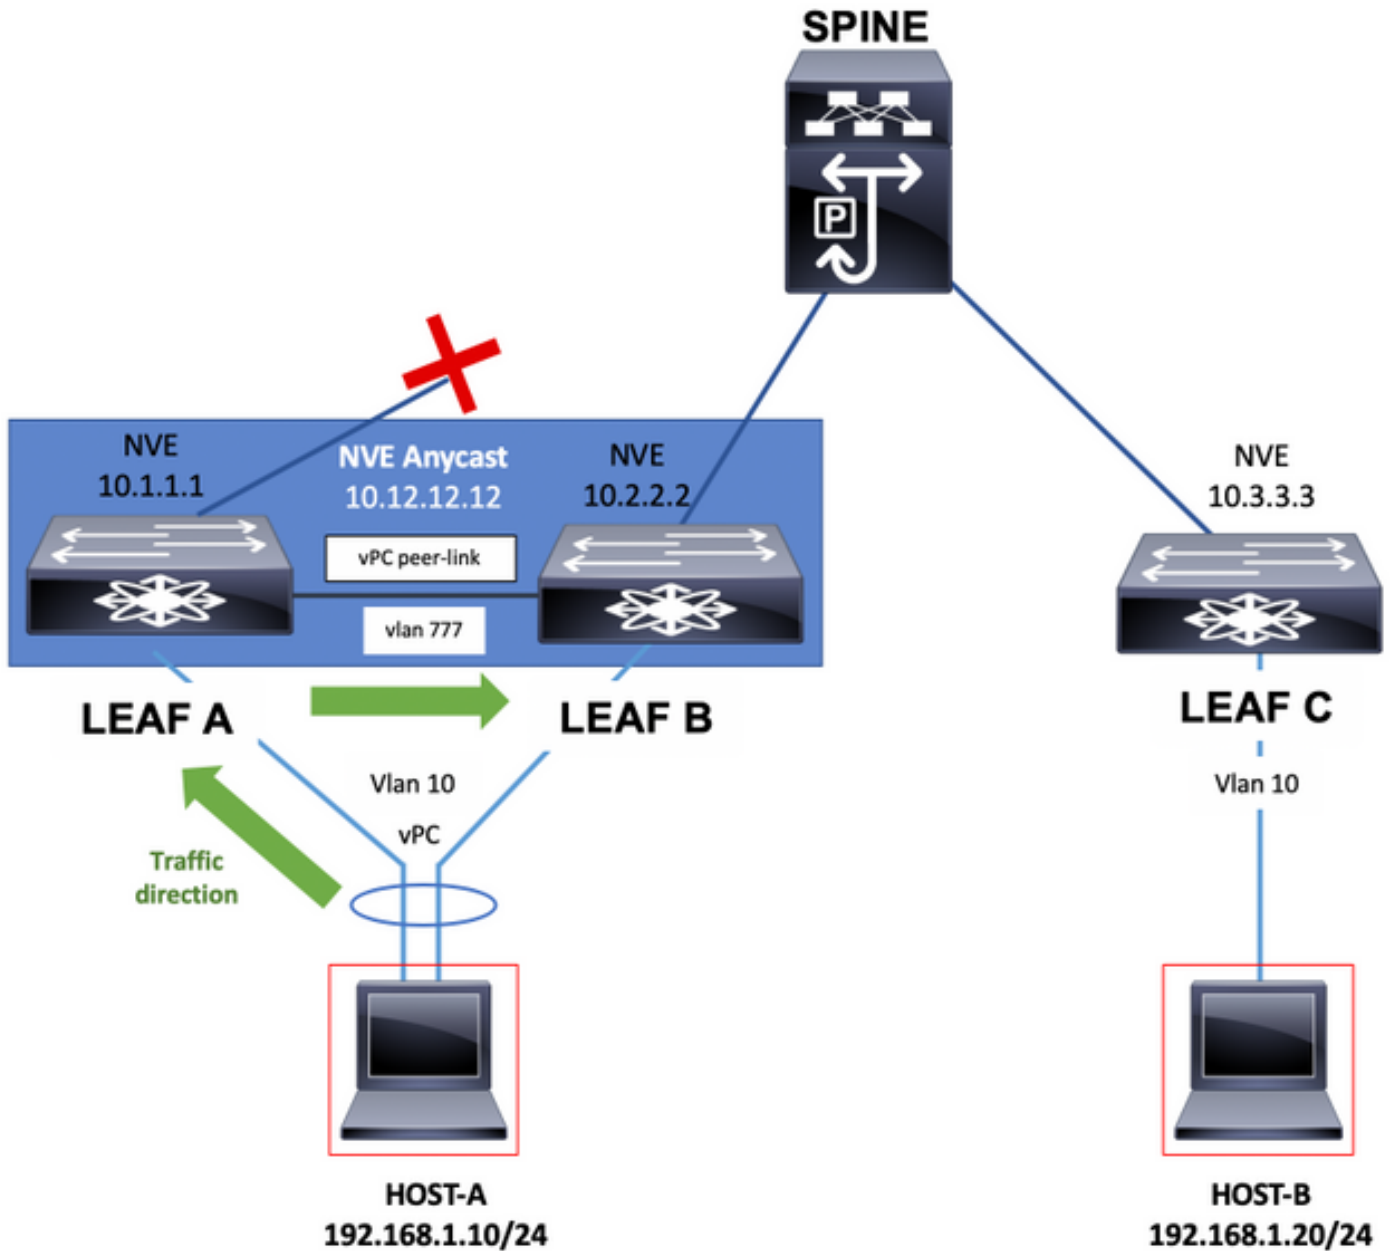 SPINE
P
NVE
10.1.1.1
NVE Anycast
10.12.12.12
NVE
10.2.2.2
NVE
10.3.3.3
vPC peer-link
vlan 777
LEAF A
LEAF B
LEAF C
Vlan 10
vPC
Vlan 10
Traffic
direction
HOST-A
192.168.1.10/24
HOST-B
192.168.1.20/24